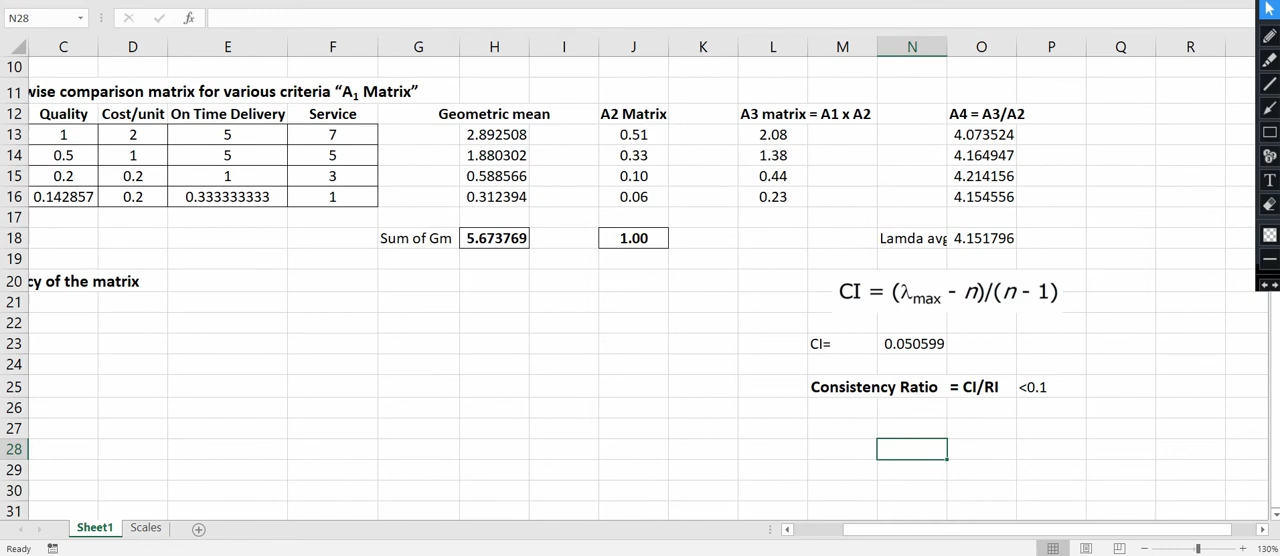 N28
fx
C D E F G H I J K L M N O P Q R
10
11 wise comparison matrix for various criteria “A1 Matrix”
12 Quality Cost/unit On Time Delivery Service Geometric mean A2 Matrix A3 matrix = A1 x A2 A4 = A3/A2
13 1 2 5 7 2.892508 0.51 2.08 4.073524
14 0.5 1 5 5 1.880302 0.33 1.38 4.164947
15 0.2 0.2 1 3 0.588566 0.10 0.44 4.214156
16 0.142857 0.2 0.333333333 1 0.312394 0.06 0.23 4.154556
17
18 Sum of Gm 5.673769 1.00 Lamda avg 4.151796
19
20 cy of the matrix
CI = (λmax - n)/(n - 1)
21
22
23 CI= 0.050599
24
25 Consistency Ratio = CI/RI <0.1
26
27
28
29
30
31
Sheet1 Scales
Ready 130%
T